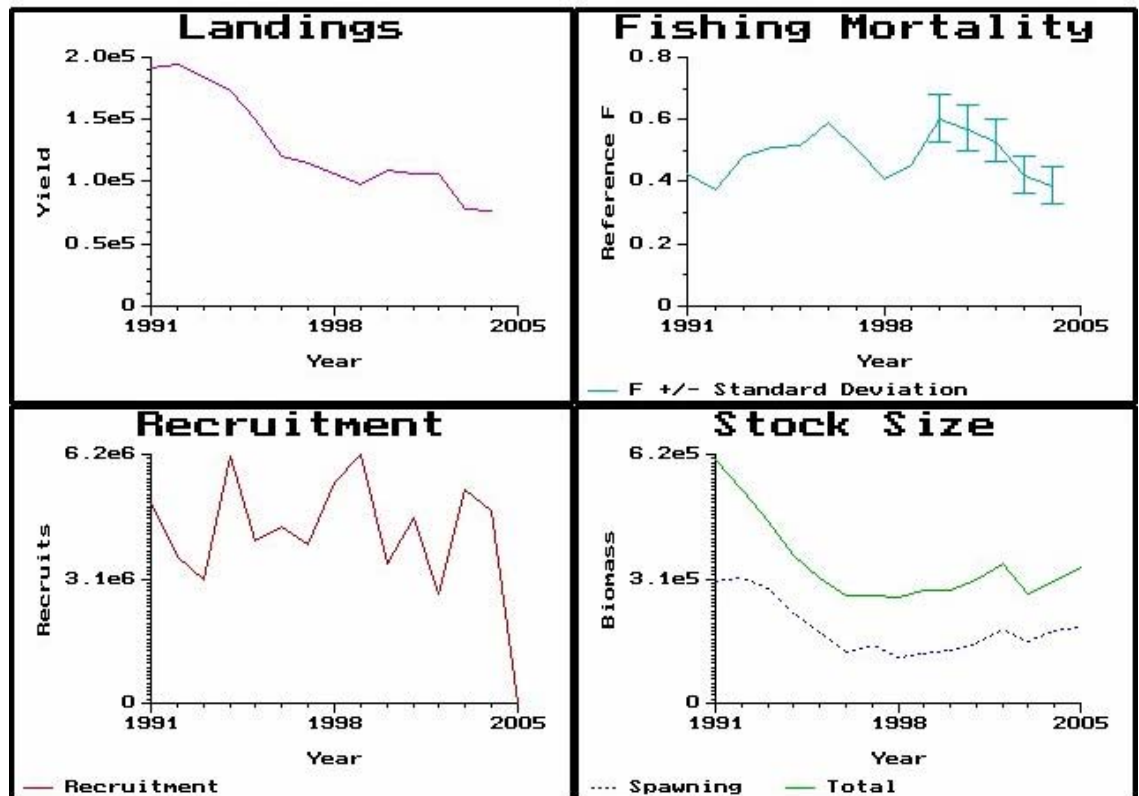 Landings
2.0e5
1.5e5
1.0e5
0.5e5
0
Yield
1991 1998 2005
Year
Fishing Mortality
0.8
0.6
0.4
0.2
0
Reference F
1991 1998 2005
Year
F +/- Standard Deviation
Recruitment
6.2e6
3.1e6
0
Recruits
1991 1998 2005
Year
Recruitment
Stock Size
6.2e5
3.1e5
0
Biomass
1991 1998 2005
Year
Spawning Total